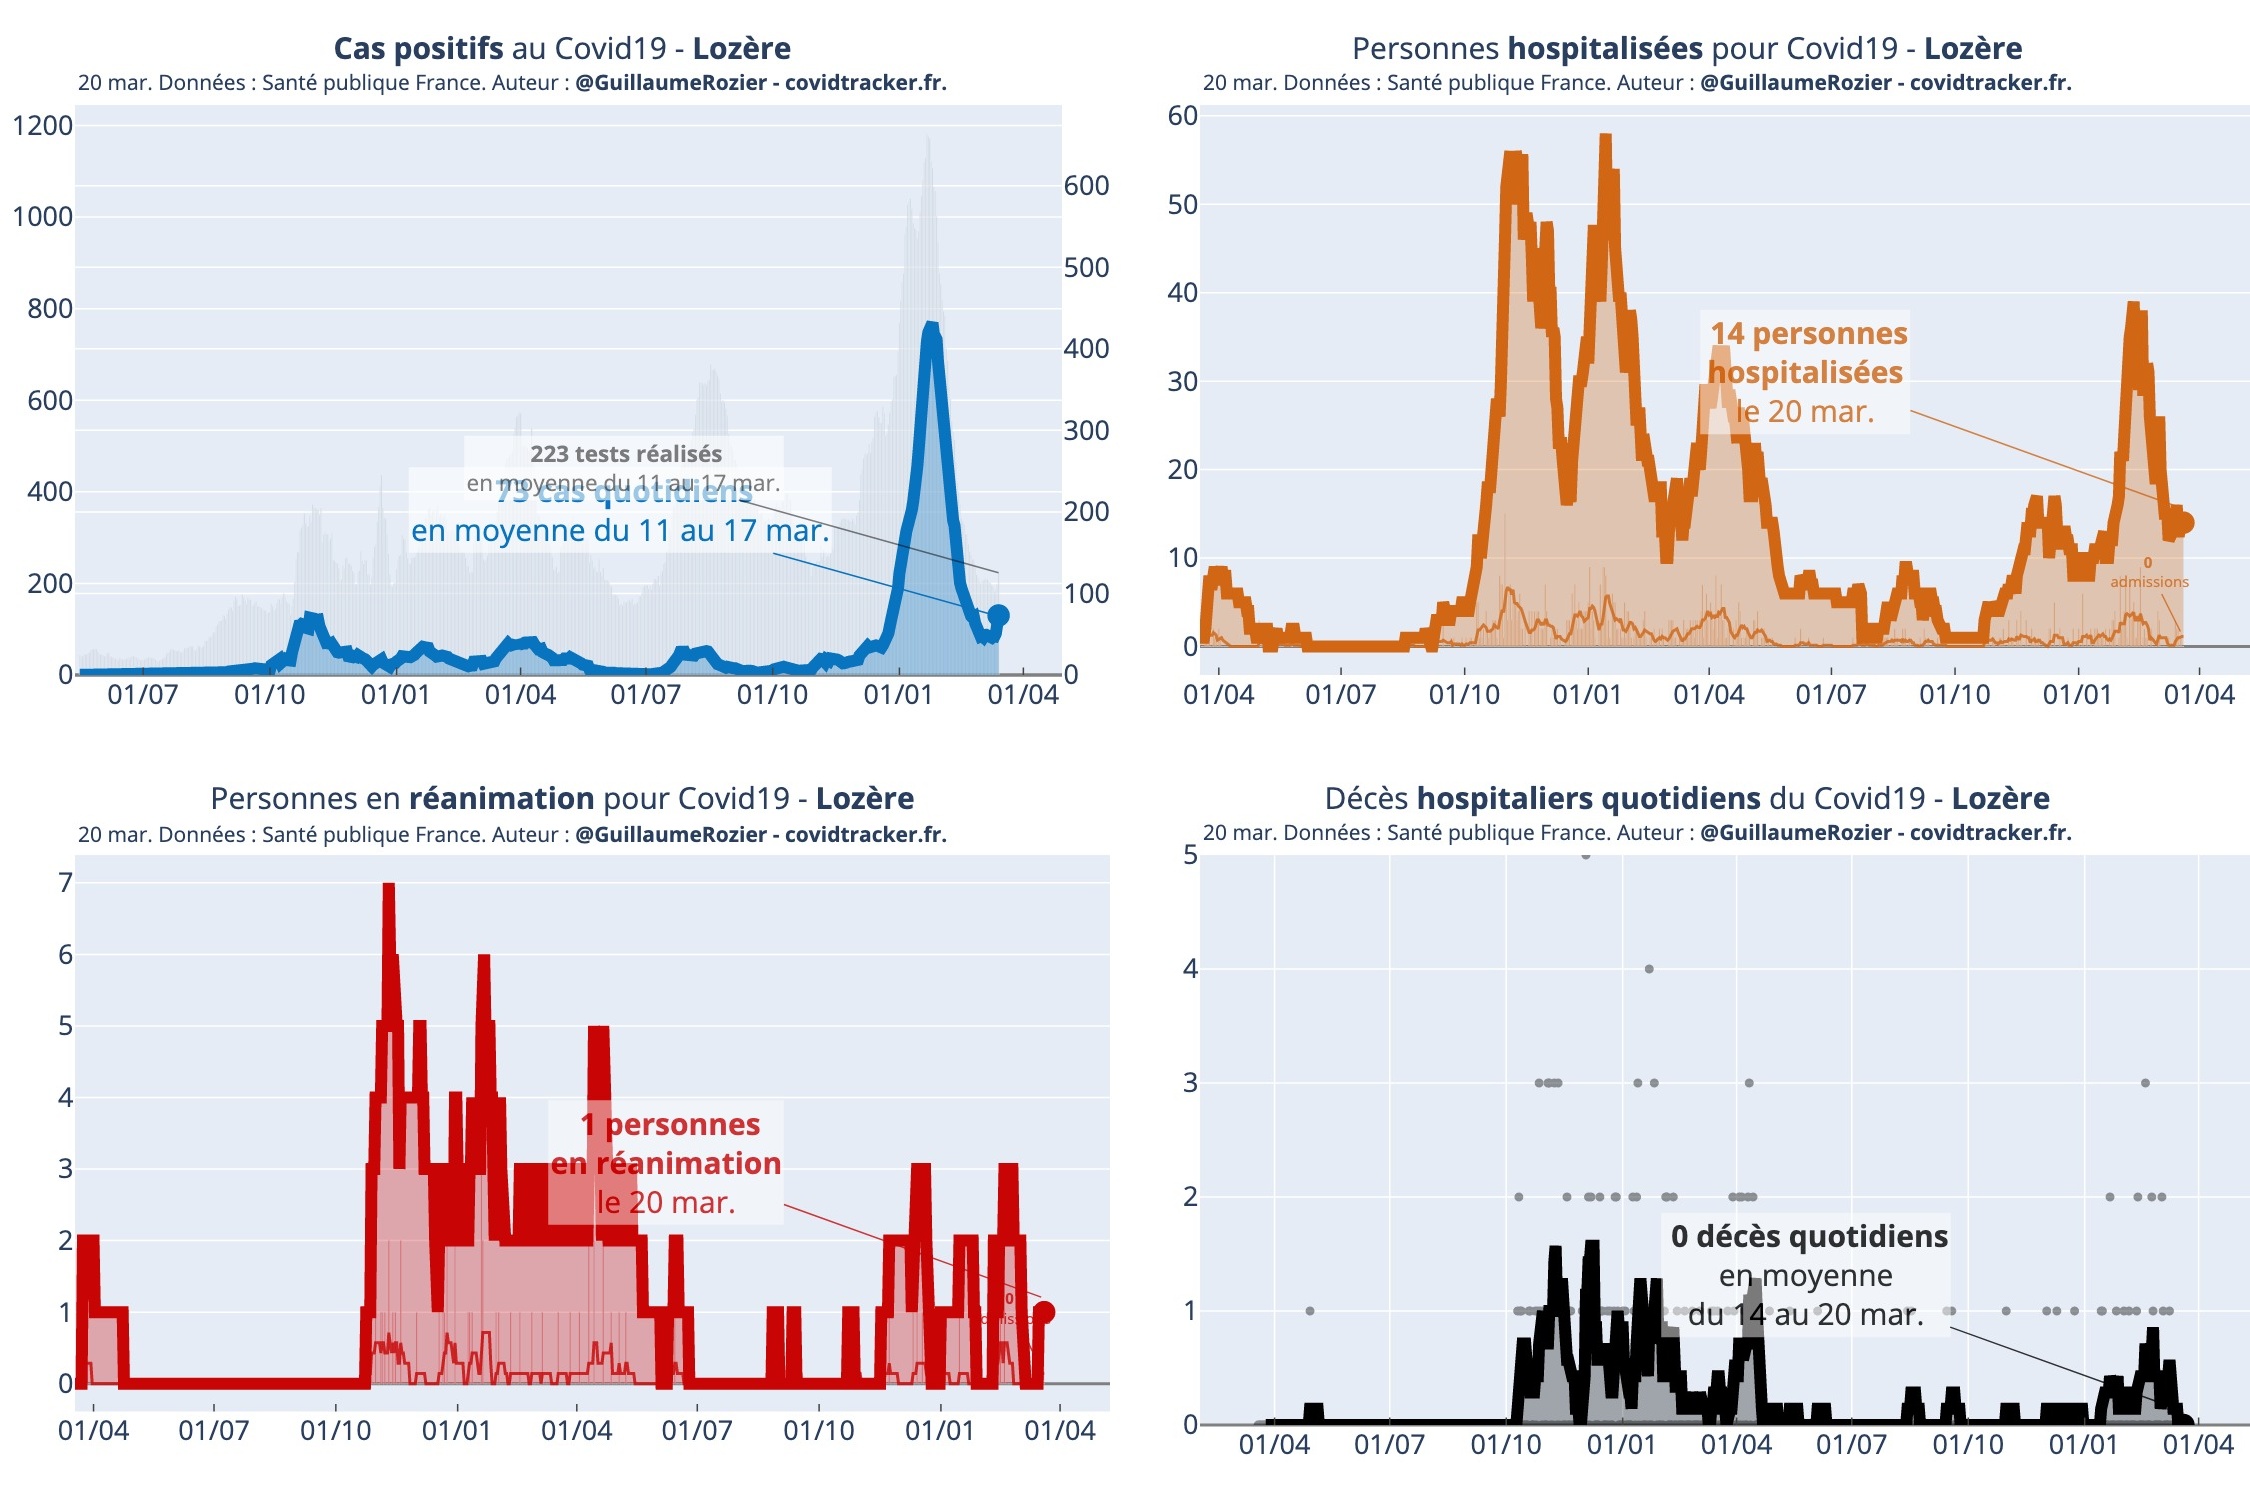 Cas positifs au Covid19 - Lozère
20 mar. Données : Santé publique France. Auteur : @GuillaumeRozier - covidtracker.fr.
1200
1000
800
600
400
200
0
600
500
400
300
200
100
0
223 tests réalisés
en moyenne du 11 au 17 mar.
73 cas quotidiens
en moyenne du 11 au 17 mar.
01/07 01/10 01/01 01/04 01/07 01/10 01/01 01/04
Personnes hospitalisées pour Covid19 - Lozère
20 mar. Données : Santé publique France. Auteur : @GuillaumeRozier - covidtracker.fr.
60
50
40
30
20
10
0
14 personnes
hospitalisées
le 20 mar.
0
admissions
01/04 01/07 01/10 01/01 01/04 01/07 01/10 01/01 01/04
Personnes en réanimation pour Covid19 - Lozère
20 mar. Données : Santé publique France. Auteur : @GuillaumeRozier - covidtracker.fr.
7
6
5
4
3
2
1
0
1 personnes
en réanimation
le 20 mar.
0
01/04 01/07 01/10 01/01 01/04 01/07 01/10 01/01 01/04
Décès hospitaliers quotidiens du Covid19 - Lozère
20 mar. Données : Santé publique France. Auteur : @GuillaumeRozier - covidtracker.fr.
5
4
3
2
1
0
0 décès quotidiens
en moyenne
du 14 au 20 mar.
01/04 01/07 01/10 01/01 01/04 01/07 01/10 01/01 01/04